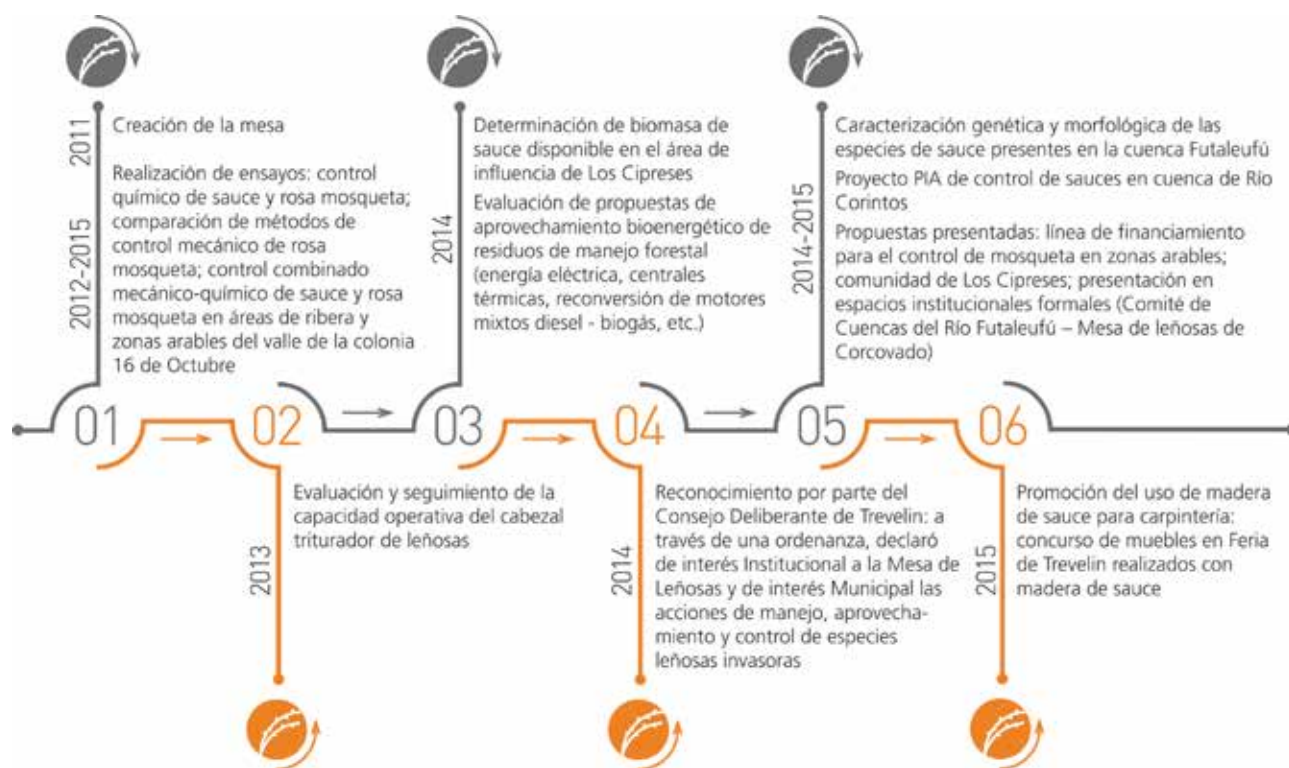 2011
Creación de la mesa
2012-2015
Realización de ensayos: control
químico de sauce y rosa mosqueta;
comparación de métodos de
control mecánico de rosa
mosqueta; control combinado
mecánico-químico de sauce y rosa
mosqueta en áreas de ribera y
zonas arables del valle de la colonia
16 de Octubre
01
02
2013
Evaluación y seguimiento de la
capacidad operativa del cabezal
triturador de leñosas
2014
Determinación de biomasa de
sauce disponible en el área de
influencia de Los Cipreses
Evaluación de propuestas de
aprovechamiento bioenergético de
residuos de manejo forestal
(energía eléctrica, centrales
térmicas, reconversión de motores
mixtos diesel - biogás, etc.)
03
04
2014
Reconocimiento por parte del
Consejo Deliberante de Trevelin: a
través de una ordenanza, declaró
de interés Institucional a la Mesa de
Leñosas y de interés Municipal las
acciones de manejo, aprovecha-
miento y control de especies
leñosas invasoras
2014-2015
Caracterización genética y morfológica de las
especies de sauce presentes en la cuenca Futaleufú
Proyecto PIA de control de sauces en cuenca de Río
Corintos
Propuestas presentadas: línea de financiamiento
para el control de mosqueta en zonas arables;
comunidad de Los Cipreses; presentación en
espacios institucionales formales (Comité de
Cuencas del Río Futaleufú – Mesa de leñosas de
Corcovado)
05
06
2015
Promoción del uso de madera
de sauce para carpintería:
concurso de muebles en Feria
de Trevelin realizados con
madera de sauce